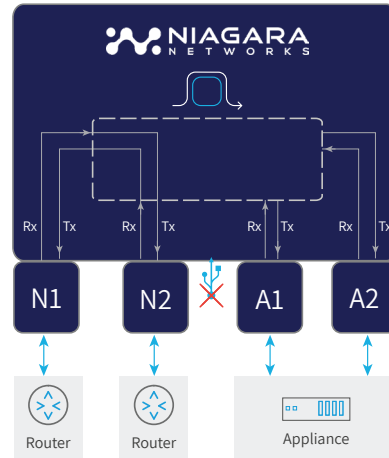 NIAGARA
NETWORKS
Rx Tx Rx Tx Rx Tx Rx Tx
N1 N2 A1 A2
Router Router Appliance